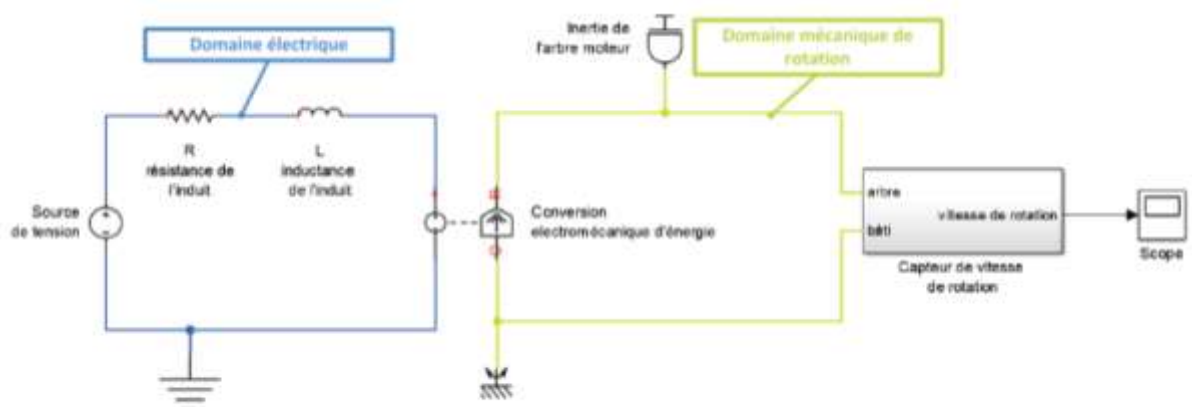 Domaine électrique
Inertie de
l'arbre moteur
Domaine mécanique de
rotation
R
résistance de
l'induit
L
inductance
de l'induit
Source
de tension
Conversion
electromécanique d'énergie
arbre
vitesse de rotation
bâti
Capteur de vitesse
de rotation
Scope